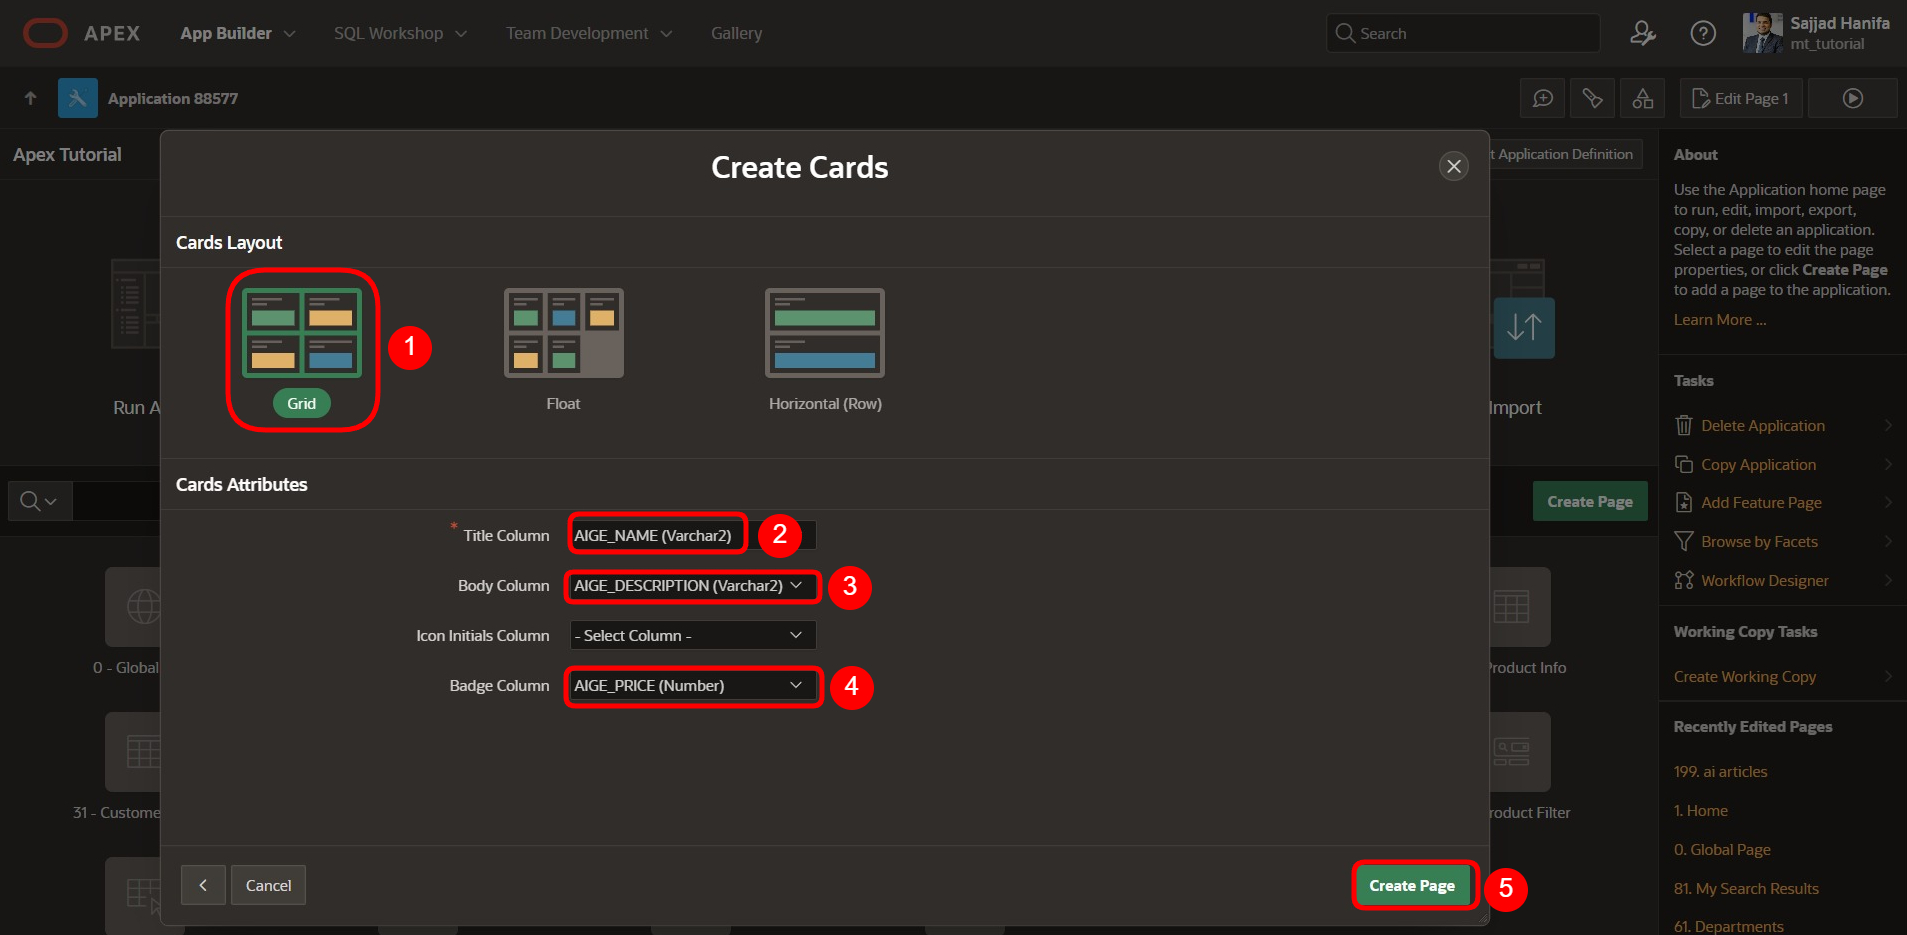 APEX
App Builder
SQL Workshop
Team Development
Gallery
Search
Sajjad Hanifa
mt_tutorial
Application 88577
Edit Page 1
Apex Tutorial
Create Cards
t Application Definition
Cards Layout
Grid
Float
Horizontal (Row)
1
Run A
Import
Cards Attributes
* Title Column
AIGE_NAME (Varchar2)
2
Body Column
AIGE_DESCRIPTION (Varchar2)
3
Icon Initials Column
- Select Column -
Badge Column
AIGE_PRICE (Number)
4
Create Page
0 - Global
Product Info
31 - Custome
roduct Filter
Cancel
Create Page
5
About
Use the Application home page
to run, edit, import, export,
copy, or delete an application.
Select a page to edit the page
properties, or click Create Page
to add a page to the application.
Learn More ...
Tasks
Delete Application
Copy Application
Add Feature Page
Browse by Facets
Workflow Designer
Working Copy Tasks
Create Working Copy
Recently Edited Pages
199. ai articles
1. Home
0. Global Page
81. My Search Results
61. Departments